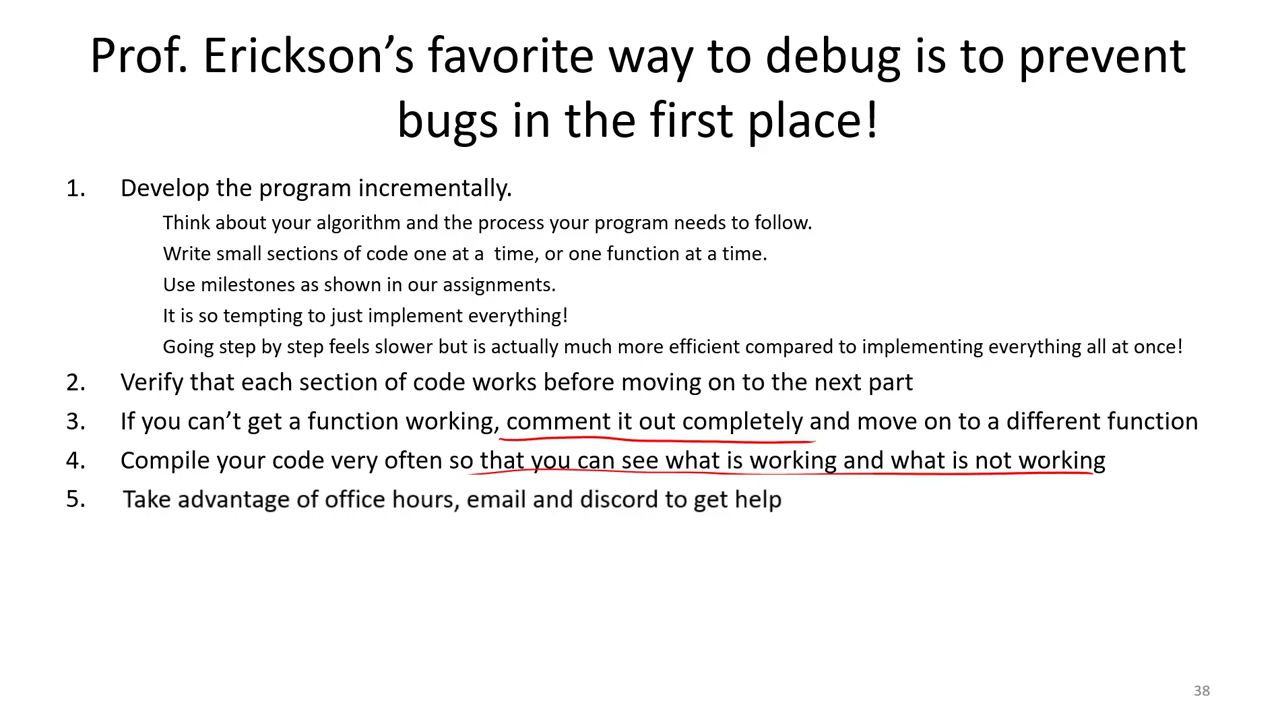 Prof. Erickson’s favorite way to debug is to prevent
bugs in the first place!
1. Develop the program incrementally.
Think about your algorithm and the process your program needs to follow.
Write small sections of code one at a  time, or one function at a time.
Use milestones as shown in our assignments.
It is so tempting to just implement everything!
Going step by step feels slower but is actually much more efficient compared to implementing everything all at once!
2. Verify that each section of code works before moving on to the next part
3. If you can’t get a function working, comment it out completely and move on to a different function
4. Compile your code very often so that you can see what is working and what is not working
5. Take advantage of office hours, email and discord to get help
38